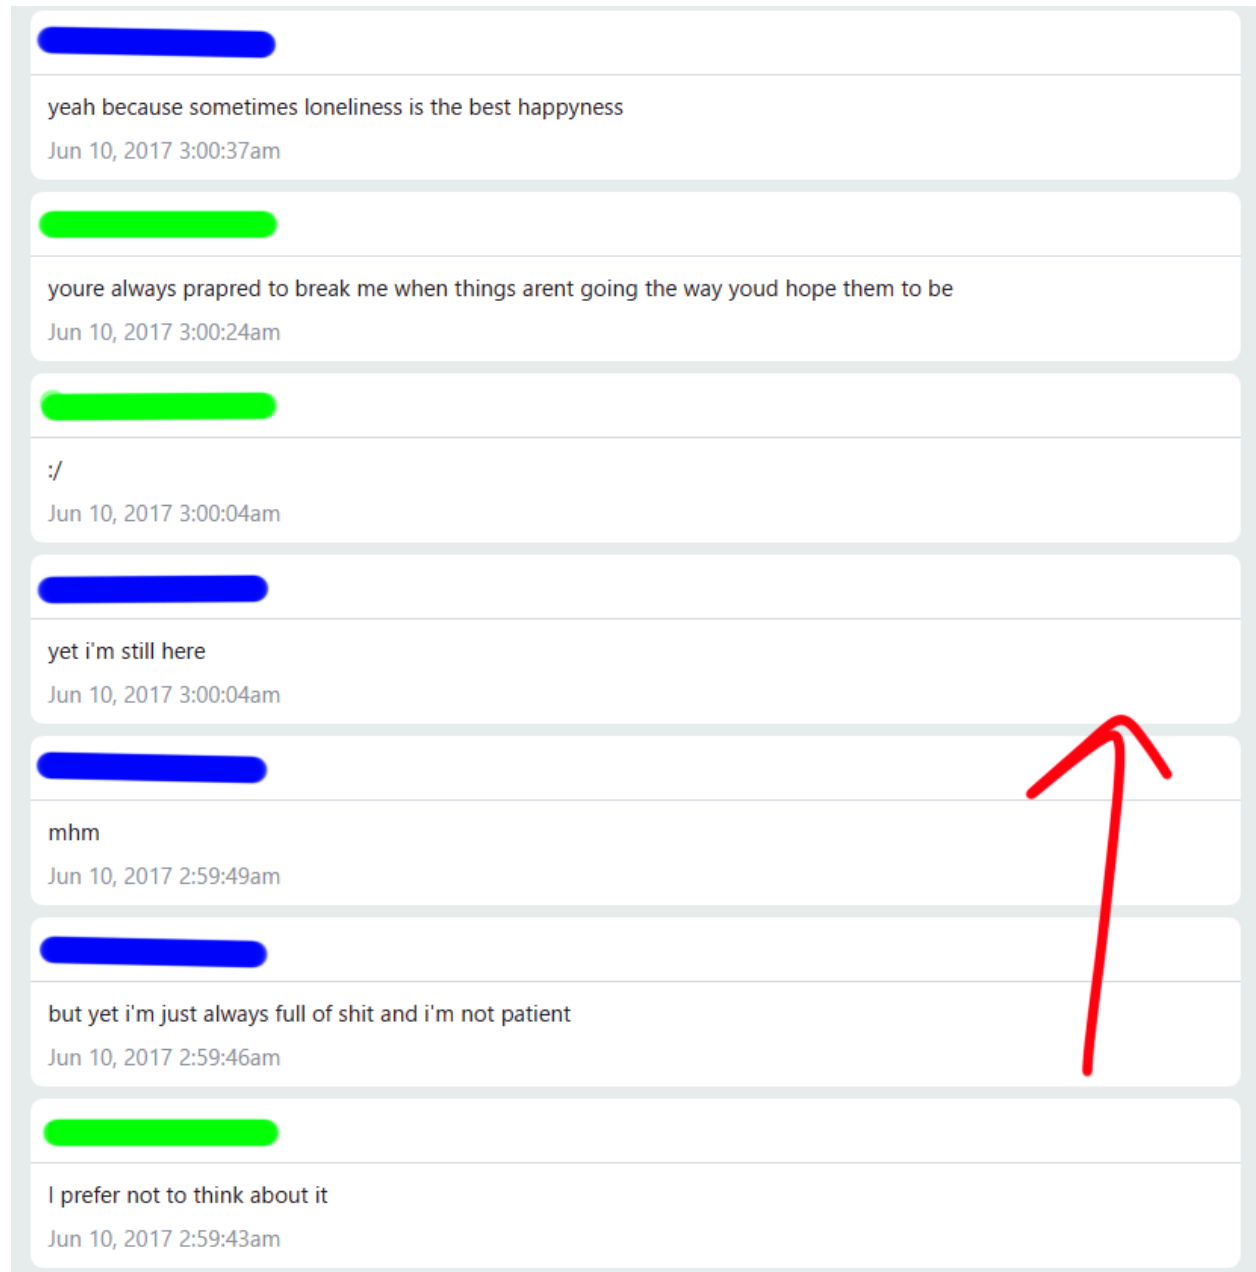 yeah because sometimes loneliness is the best happyness
Jun 10, 2017 3:00:37am
youre always prapred to break me when things arent going the way youd hope them to be
Jun 10, 2017 3:00:24am
:/
Jun 10, 2017 3:00:04am
yet i'm still here
Jun 10, 2017 3:00:04am
mhm
Jun 10, 2017 2:59:49am
but yet i'm just always full of shit and i'm not patient
Jun 10, 2017 2:59:46am
I prefer not to think about it
Jun 10, 2017 2:59:43am